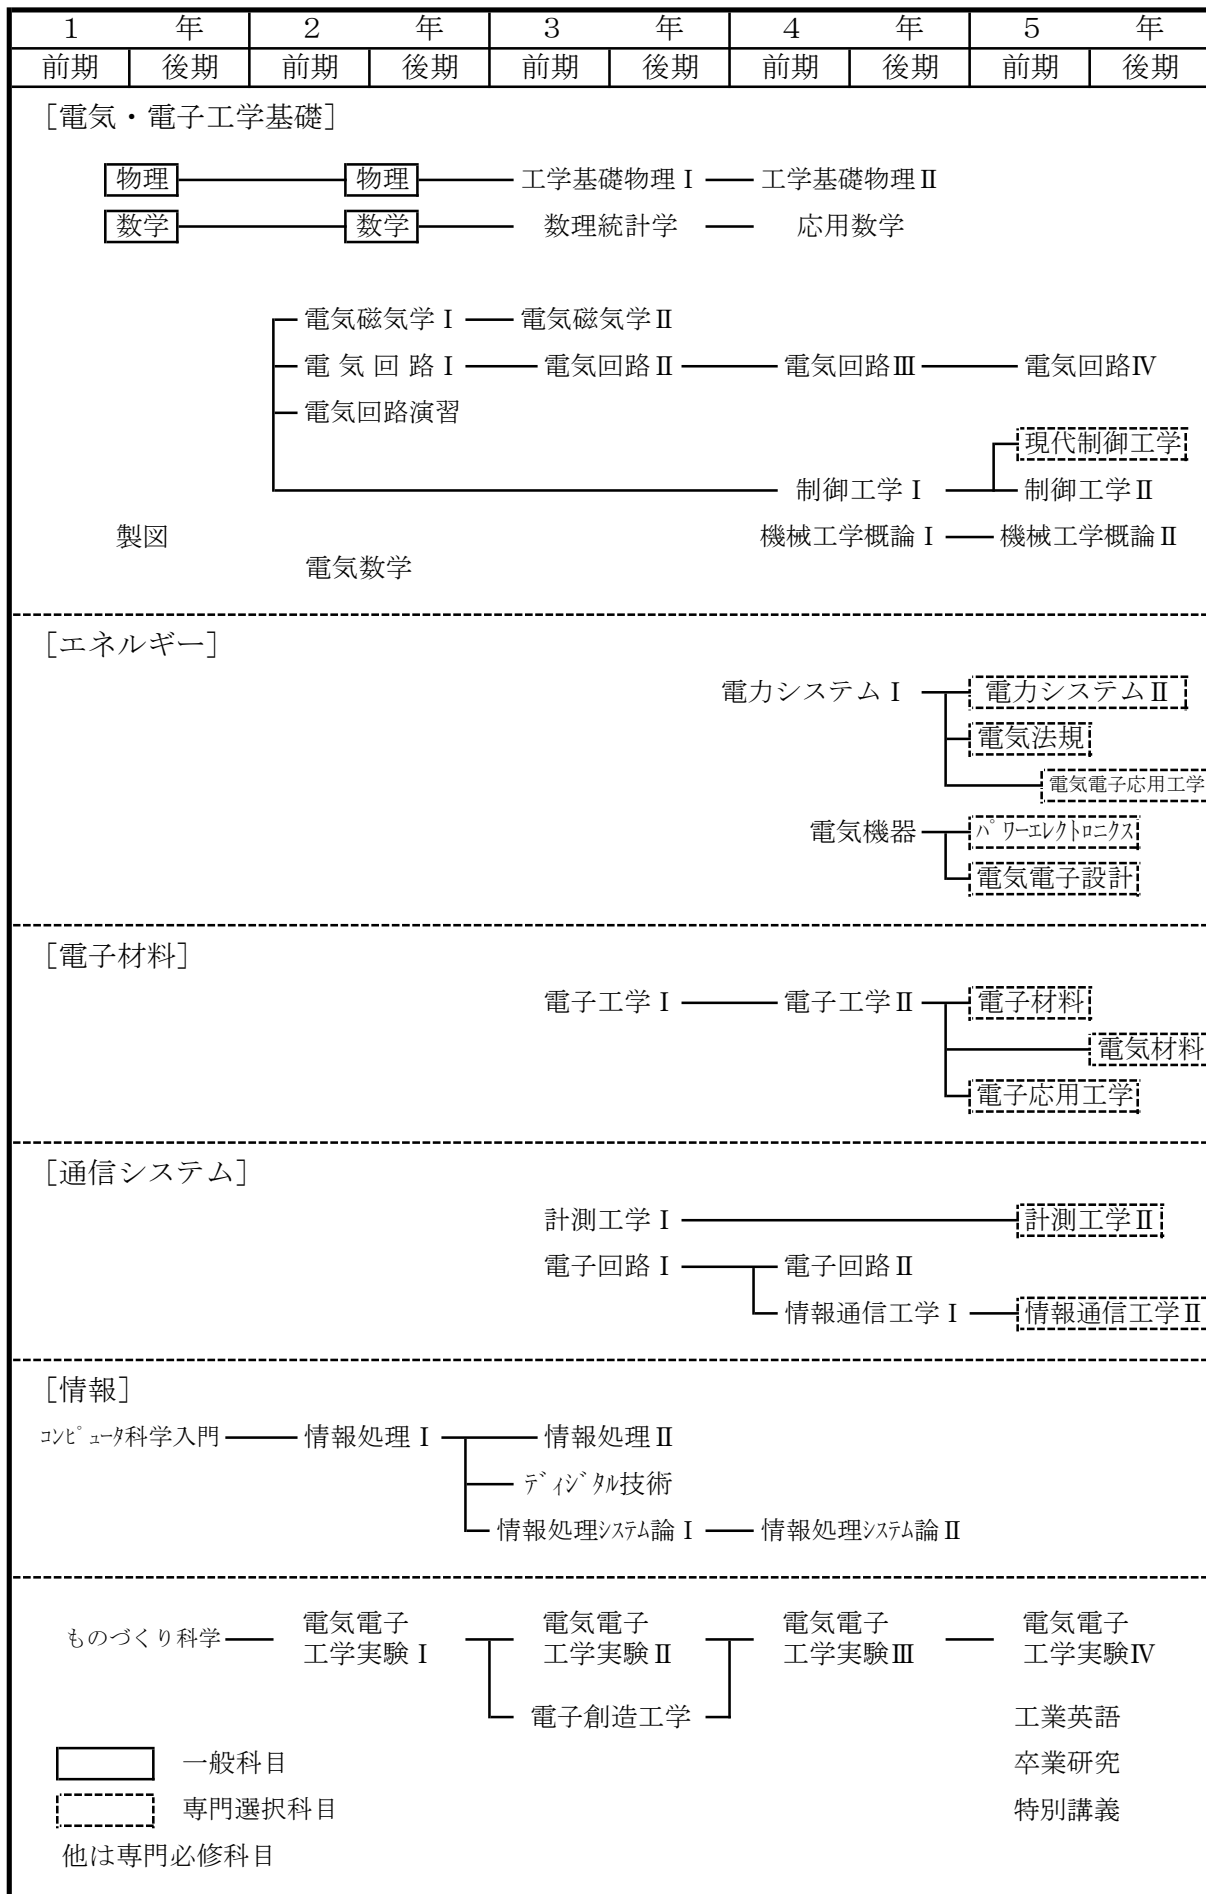 １ 年 ２ 年 ３ 年 ４ 年 ５ 年
前期 後期 前期 後期 前期 後期 前期 後期 前期 後期
［電気・電子工学基礎］
物理 物理 工学基礎物理Ⅰ 工学基礎物理Ⅱ
数学 数学 数理統計学 応用数学
電気磁気学Ⅰ 電気磁気学Ⅱ
電気回路Ⅰ 電気回路Ⅱ 電気回路Ⅲ 電気回路Ⅳ
電気回路演習
現代制御工学
制御工学Ⅰ 制御工学Ⅱ
製図 機械工学概論Ⅰ 機械工学概論Ⅱ
電気数学
［エネルギー］
電力システムⅠ 電力システムⅡ
電気法規
電気電子応用工学
電気機器 ﾊﾟﾜｰｴﾚｸﾄﾛﾆｸｽ
電気電子設計
［電子材料］
電子工学Ⅰ 電子工学Ⅱ 電子材料
電気材料
電子応用工学
［通信システム］
計測工学Ⅰ 計測工学Ⅱ
電子回路Ⅰ 電子回路Ⅱ
情報通信工学Ⅰ 情報通信工学Ⅱ
［情報］
ｺﾝﾋﾟｭｰﾀ科学入門 情報処理Ⅰ 情報処理Ⅱ
ﾃﾞｨｼﾞﾀﾙ技術
情報処理ｼｽﾃﾑ論Ⅰ 情報処理ｼｽﾃﾑ論Ⅱ
ものづくり科学 電気電子 電気電子 電気電子 電気電子
工学実験Ⅰ 工学実験Ⅱ 工学実験Ⅲ 工学実験Ⅳ
電子創造工学 工業英語
一般科目 卒業研究
専門選択科目 特別講義
他は専門必修科目